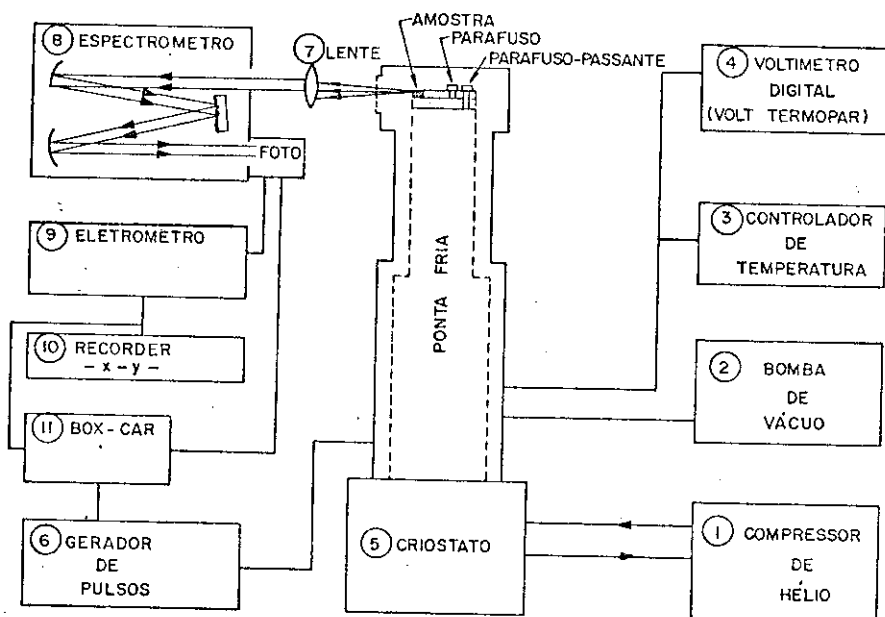 AMOSTRA
PARAFUSO
PARAFUSO-PASSANTE
8 ESPECTROMETRO
7 LENTE
FOTO
4 VOLTIMETRO
DIGITAL
(VOLT TERMOPAR)
9 ELETROMETRO
3 CONTROLADOR
DE
TEMPERATURA
PONTA FRIA
10 RECORDER
- x - y -
2 BOMBA
DE
VÁCUO
11 BOX-CAR
6 GERADOR
DE
PULSOS
5 CRIOSTATO
1 COMPRESSOR
DE
HÉLIO